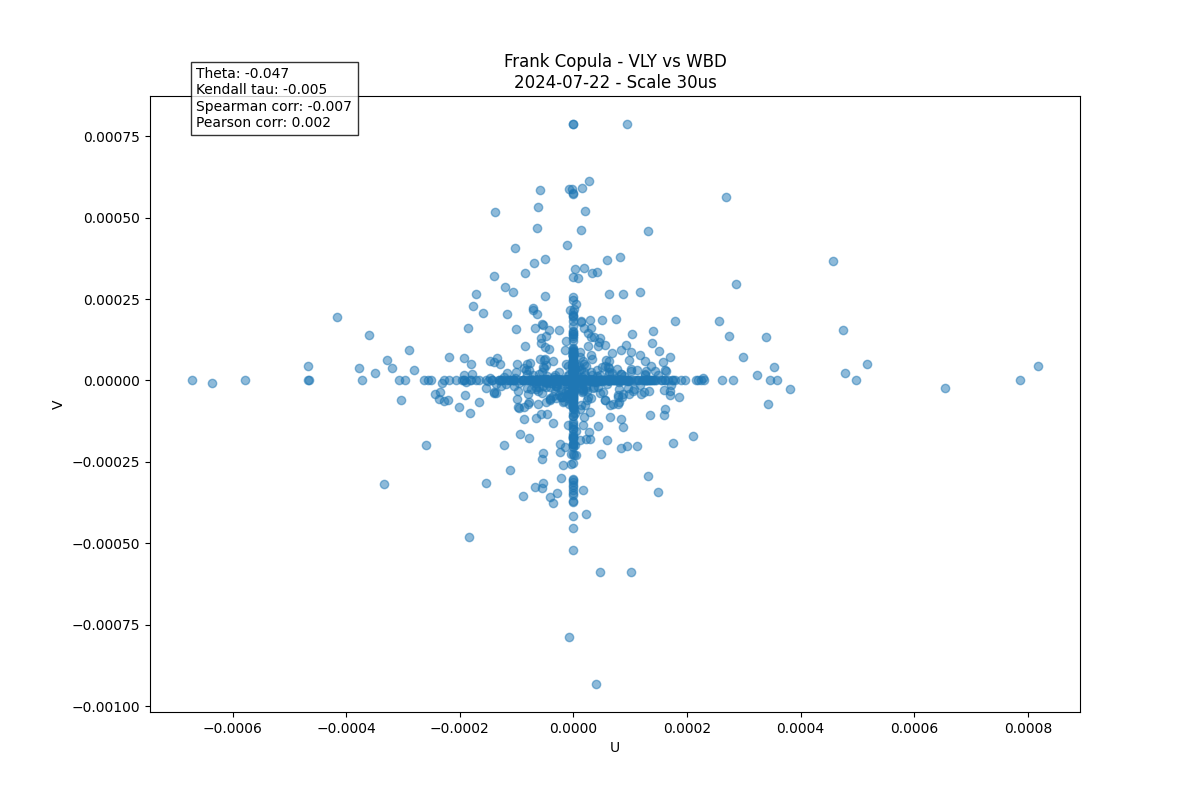 Frank Copula - VLY vs WBD
2024-07-22 - Scale 30us
Theta: -0.047
Kendall tau: -0.005
Spearman corr: -0.007
Pearson corr: 0.002
V
0.00075
0.00050
0.00025
0.00000
−0.00025
−0.00050
−0.00075
−0.00100
−0.0006 −0.0004 −0.0002 0.0000 0.0002 0.0004 0.0006 0.0008
U